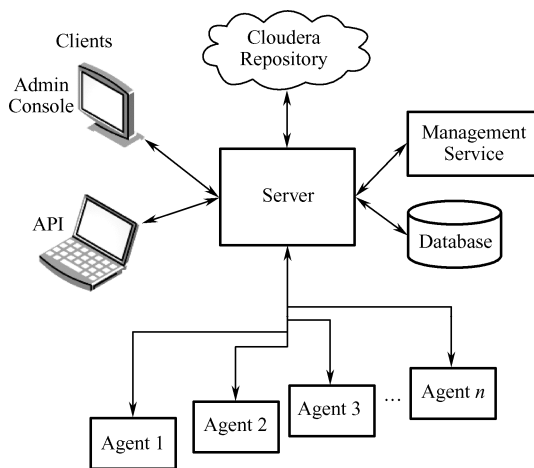 Clients
Cloudera
Repository
Admin
Console
Management
Service
Server
API
Database
Agent 1
Agent 2
Agent 3
...
Agent n